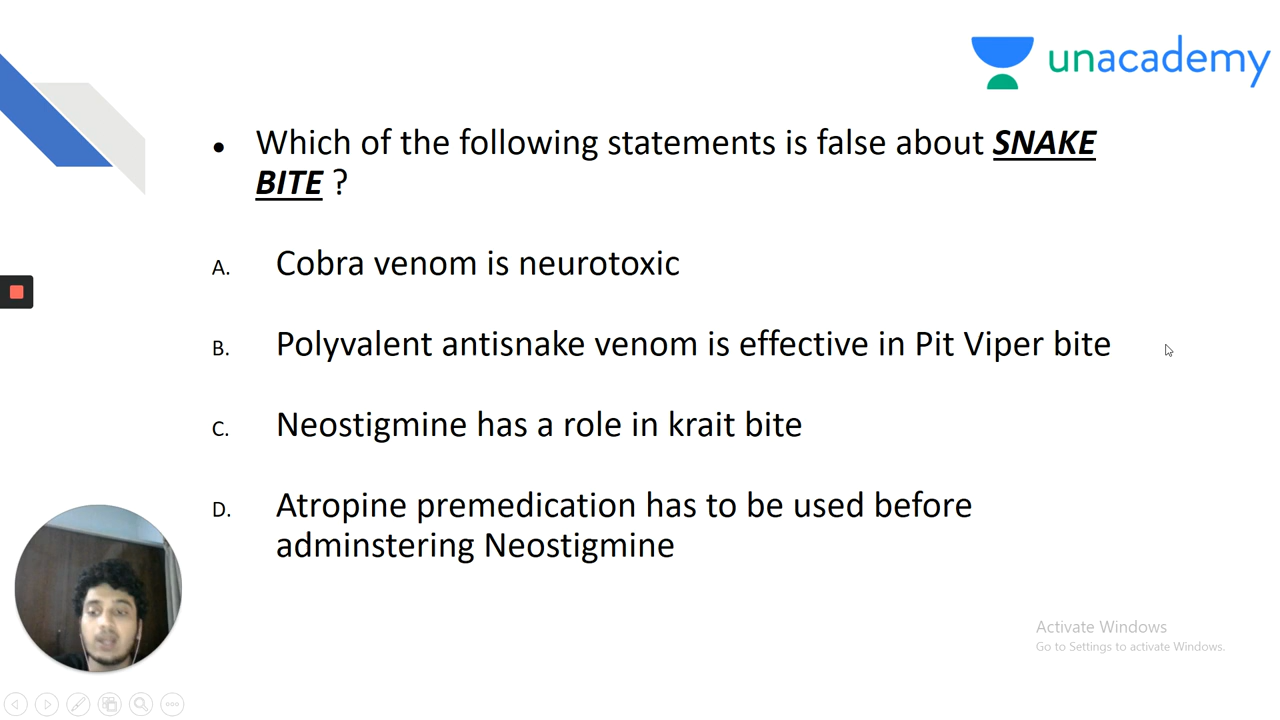 unacademy
• Which of the following statements is false about SNAKE
BITE ?
A. Cobra venom is neurotoxic
B. Polyvalent antisnake venom is effective in Pit Viper bite
C. Neostigmine has a role in krait bite
D. Atropine premedication has to be used before
adminstering Neostigmine
Activate Windows
Go to Settings to activate Windows.